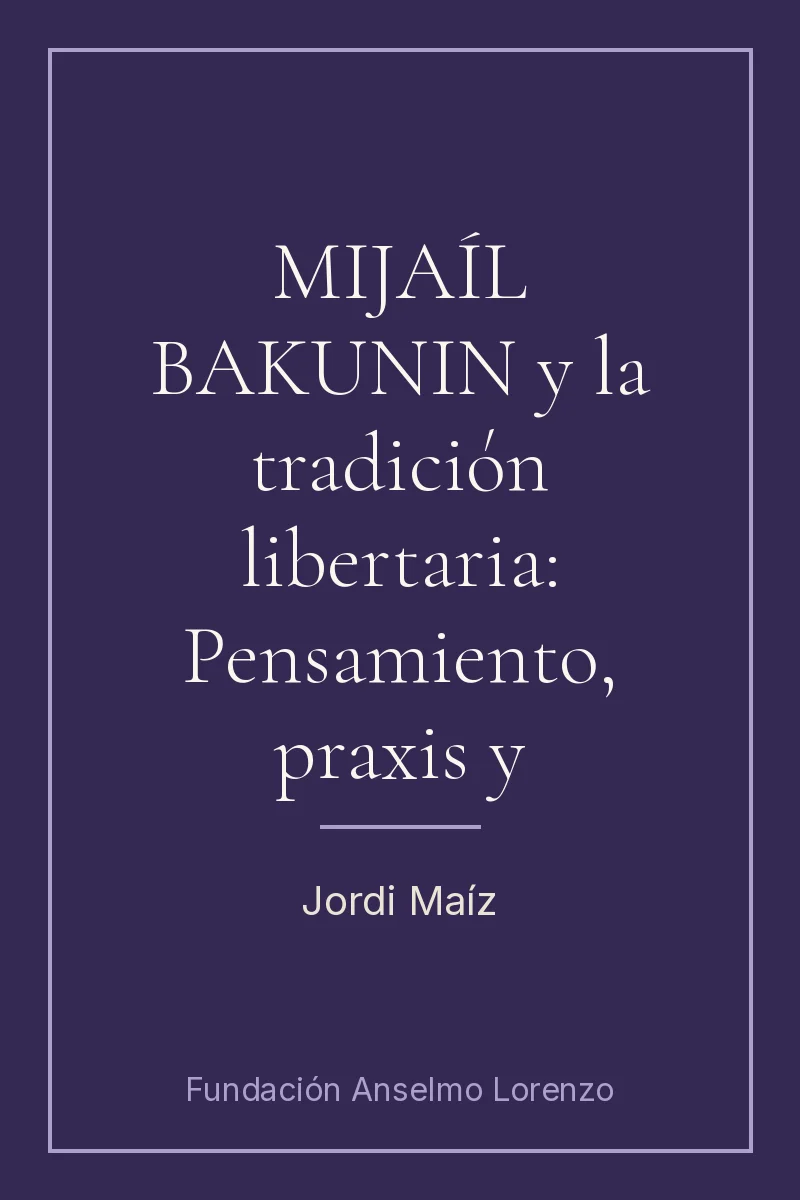 MIJAÍL
BAKUNIN y la
tradición
libertaria:
Pensamiento,
praxis y
Jordi Maíz
Fundación Anselmo Lorenzo